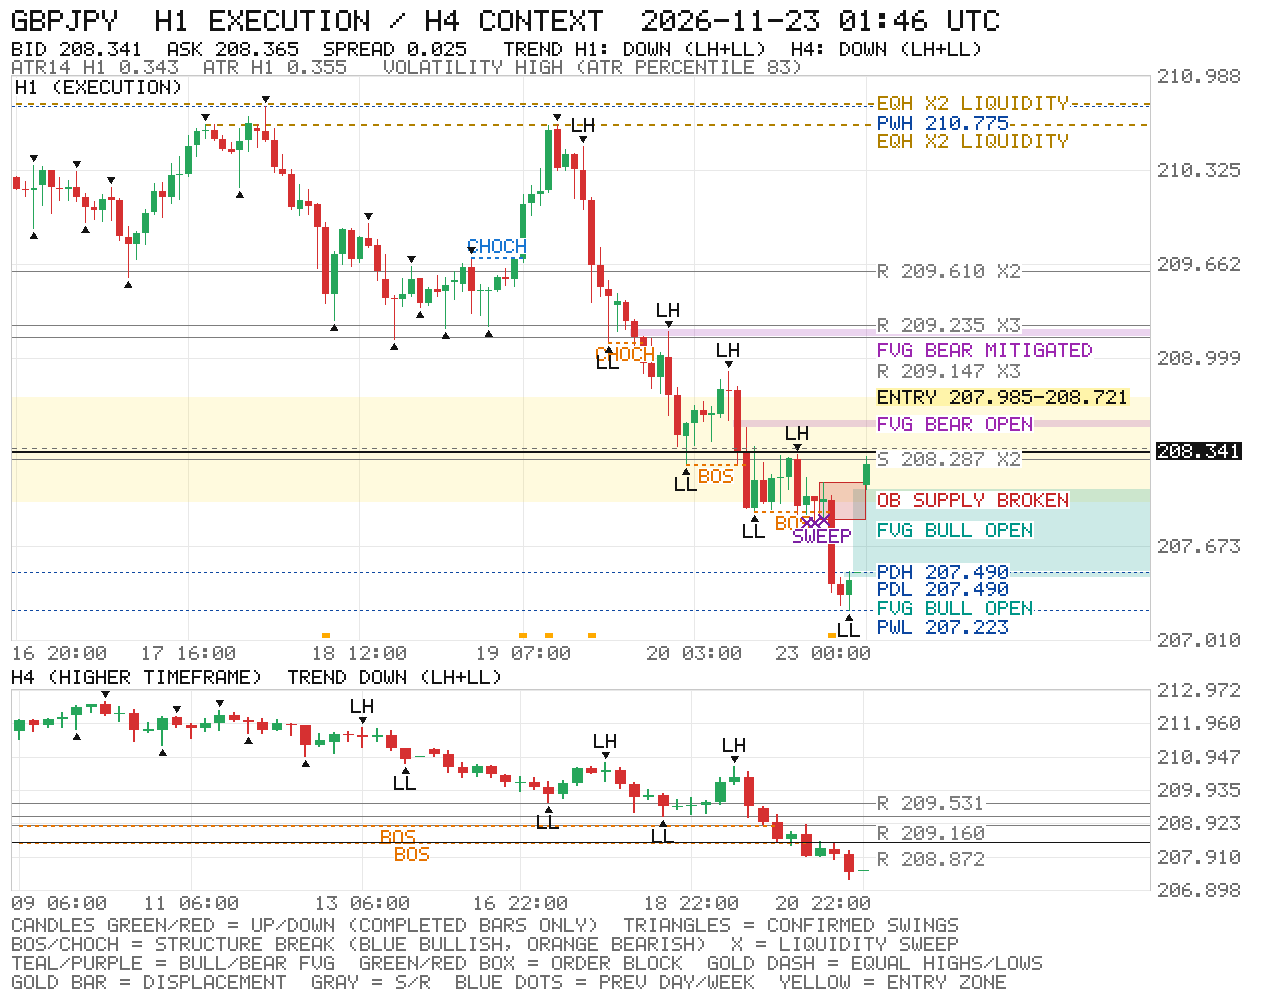 GBPJPY  H1 EXECUTION / H4 CONTEXT  2026-11-23 01:46 UTC
BID 208.341  ASK 208.365  SPREAD 0.025   TREND H1: DOWN (LH+LL)  H4: DOWN (LH+LL)
ATR14 H1 0.343  ATR H1 0.355   VOLATILITY HIGH (ATR PERCENTILE 83)
210.988
H1 (EXECUTION)
EQH X2 LIQUIDITY
PWH 210.775
LH
EQH X2 LIQUIDITY
210.325
CHOCH
209.662
R 209.610 X2
LH
R 209.235 X3
LH
FVG BEAR MITIGATED
CHOCH
LL
208.999
R 209.147 X3
ENTRY 207.985-208.721
FVG BEAR OPEN
LH
208.341
S 208.287 X2
BOS
LL
OB SUPPLY BROKEN
BOS
LL
FVG BULL OPEN
SWEEP
207.673
PDH 207.490
PDL 207.490
FVG BULL OPEN
PWL 207.223
LL
207.010
16 20:00  17 16:00  18 12:00  19 07:00  20 03:00  23 00:00
H4 (HIGHER TIMEFRAME)  TREND DOWN (LH+LL)
212.972
LH
211.960
LH
LH
210.947
LL
209.935
R 209.531
LL
208.923
LL
R 209.160
BOS
BOS
207.910
R 208.872
206.898
09 06:00  11 06:00  13 06:00  16 22:00  18 22:00  20 22:00
CANDLES GREEN/RED = UP/DOWN (COMPLETED BARS ONLY)  TRIANGLES = CONFIRMED SWINGS
BOS/CHOCH = STRUCTURE BREAK (BLUE BULLISH, ORANGE BEARISH)  X = LIQUIDITY SWEEP
TEAL/PURPLE = BULL/BEAR FVG  GREEN/RED BOX = ORDER BLOCK  GOLD DASH = EQUAL HIGHS/LOWS
GOLD BAR = DISPLACEMENT  GRAY = S/R  BLUE DOTS = PREV DAY/WEEK  YELLOW = ENTRY ZONE